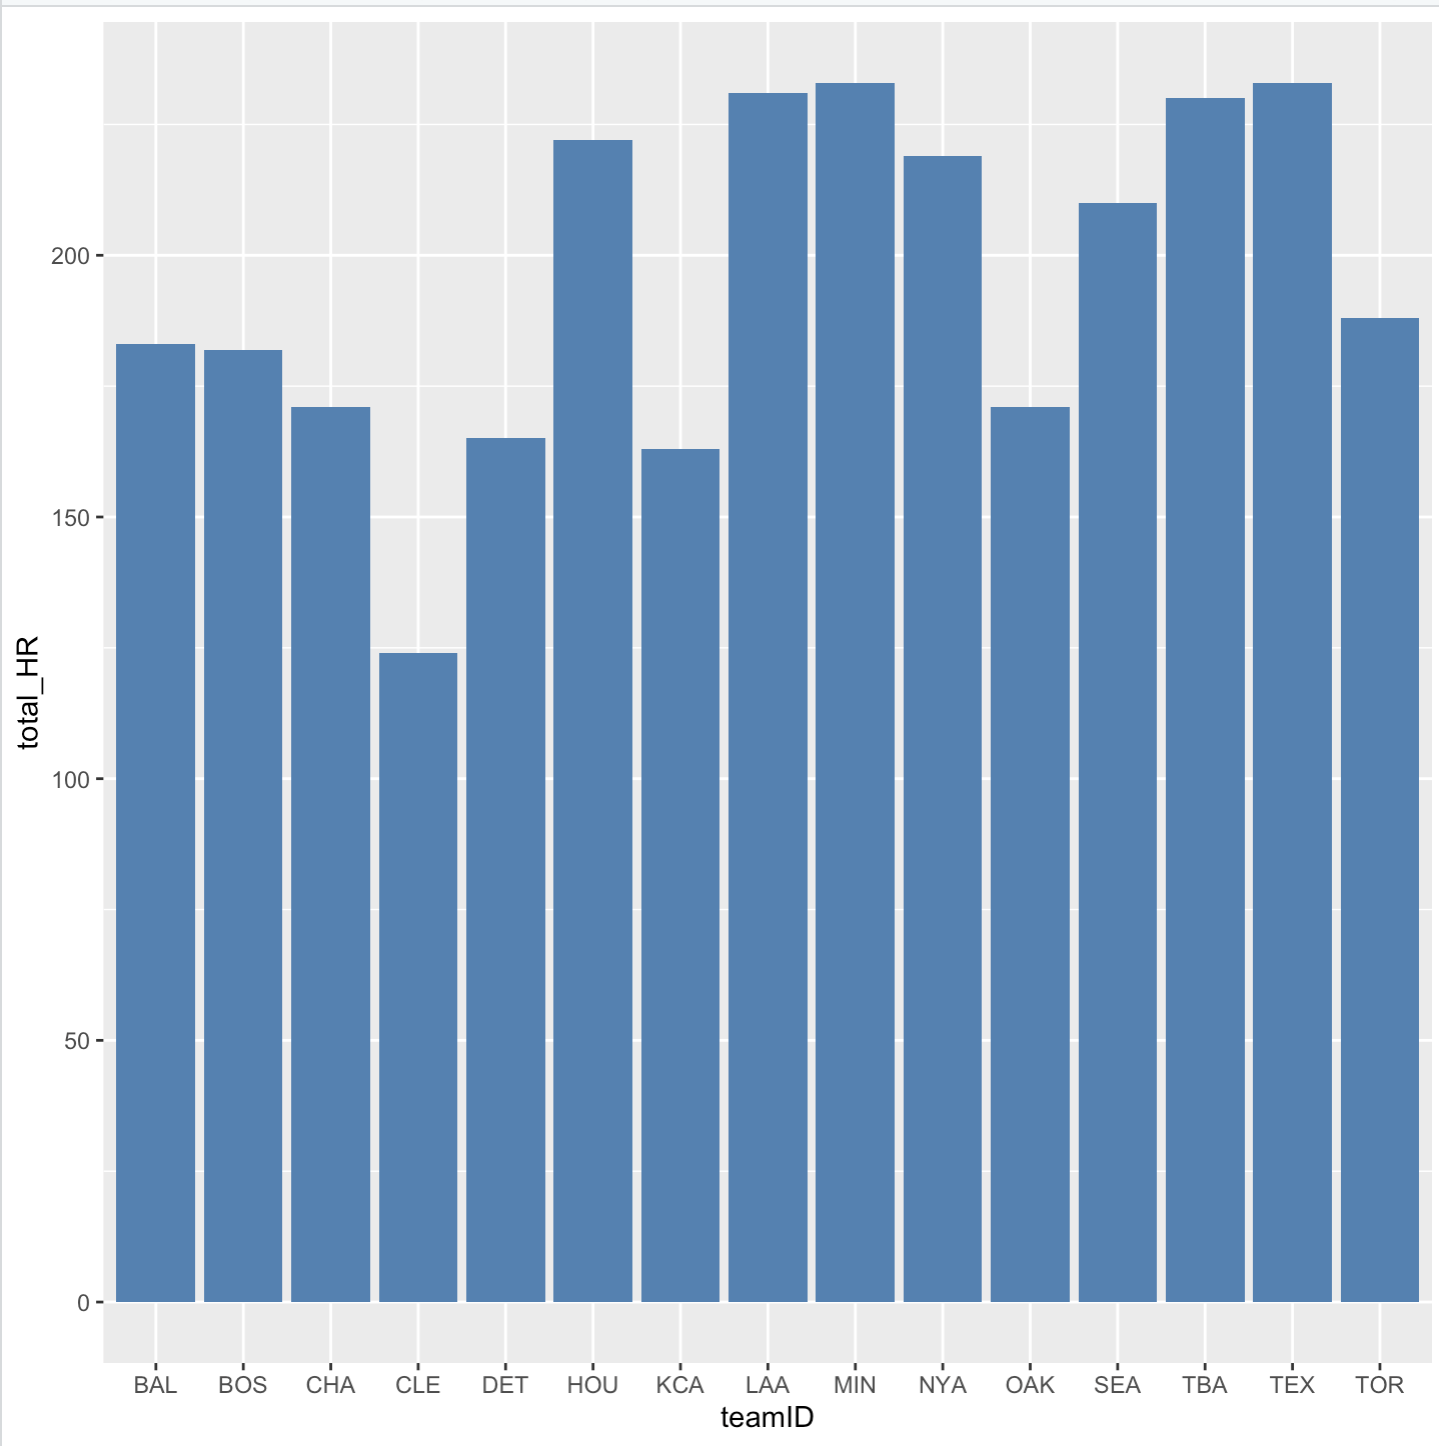 200
150
100
50
0
total_HR
BAL BOS CHA CLE DET HOU KCA LAA MIN NYA OAK SEA TBA TEX TOR
teamID